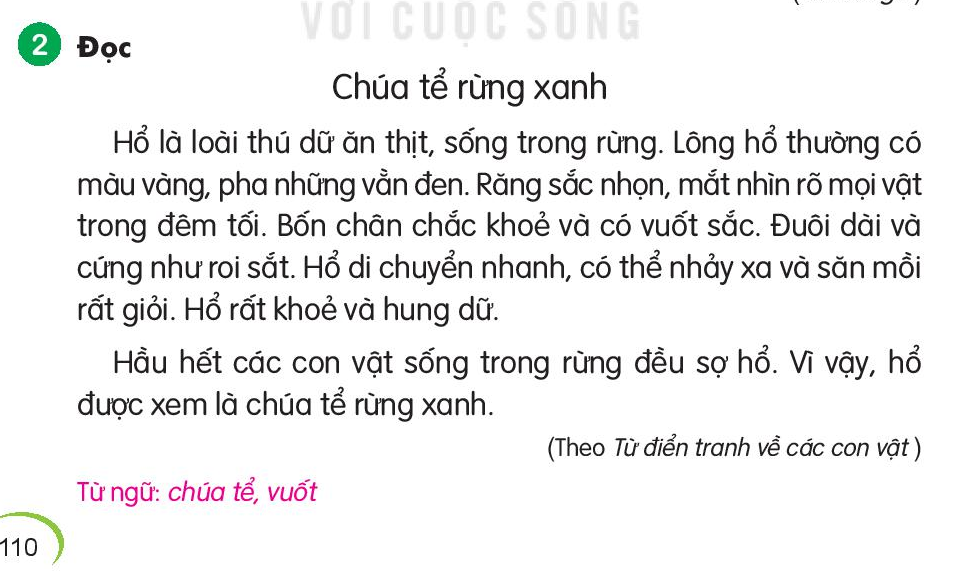 VỚI CUỘC SỐNG
2 Đọc
Chúa tể rừng xanh
Hổ là loài thú dữ ăn thịt, sống trong rừng. Lông hổ thường có
màu vàng, pha những vằn đen. Răng sắc nhọn, mắt nhìn rõ mọi vật
trong đêm tối. Bốn chân chắc khoẻ và có vuốt sắc. Đuôi dài và
cứng như roi sắt. Hổ di chuyển nhanh, có thể nhảy xa và săn mồi
rất giỏi. Hổ rất khoẻ và hung dữ.
Hầu hết các con vật sống trong rừng đều sợ hổ. Vì vậy, hổ
được xem là chúa tể rừng xanh.
(Theo Từ điển tranh về các con vật )
Từ ngữ: chúa tể, vuốt
110